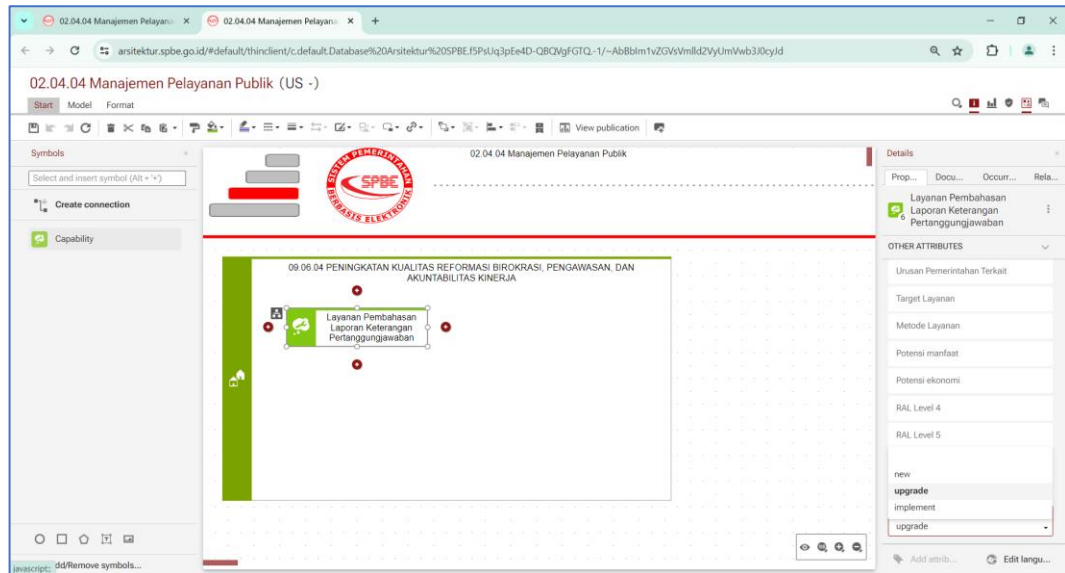 02.04.04 Manajemen Pelayana
02.04.04 Manajemen Pelayana
arsitektur.spbe.go.id/#default/thinclient/c.default.Database%20Arsitektur%20SPBE.f5PsUq3pEe4D-QBQVgFGTQ.-1/~AbBblm1vZGVsVmlld2VyUmVwb3J0cyJd
02.04.04 Manajemen Pelayanan Publik (US -)
Start Model Format
View publication
Symbols
Select and insert symbol (Alt + '+')
Create connection
Capability
dd/Remove symbols...
javascript:
SISTEM PEMERINTAHAN
SPBE
BERBASIS ELEKTRONIK
02.04.04 Manajemen Pelayanan Publik
09.06.04 PENINGKATAN KUALITAS REFORMASI BIROKRASI, PENGAWASAN, DAN
AKUNTABILITAS KINERJA
Layanan Pembahasan
Laporan Keterangan
Pertanggungjawaban
Details
Prop... Docu... Occurr... Rela...
Layanan Pembahasan
Laporan Keterangan
Pertanggungjawaban
6
OTHER ATTRIBUTES
Urusan Pemerintahan Terkait
Target Layanan
Metode Layanan
Potensi manfaat
Potensi ekonomi
RAL Level 4
RAL Level 5
new
upgrade
implement
upgrade
Add attrib... Edit langu...